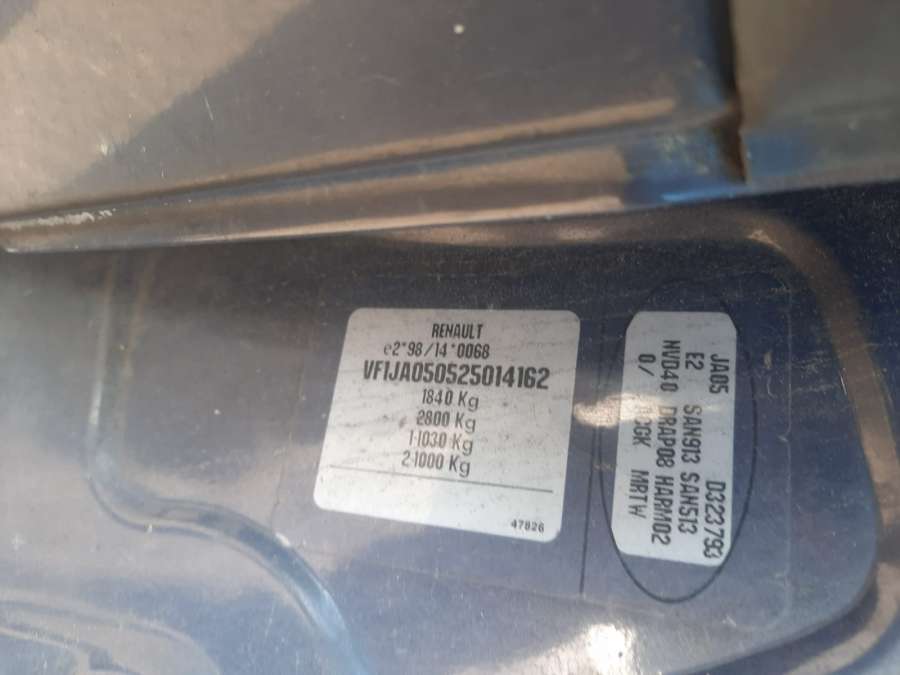 RENAULT
e2*98/14*0068
VF1JA050525014162
1840 Kg
2800 Kg
1-1030 Kg
2-1000 Kg
47826
JA05 D323793
E2 SAN913 SAN513
NVD40 DRAP08 HARM02
0/ MRTW